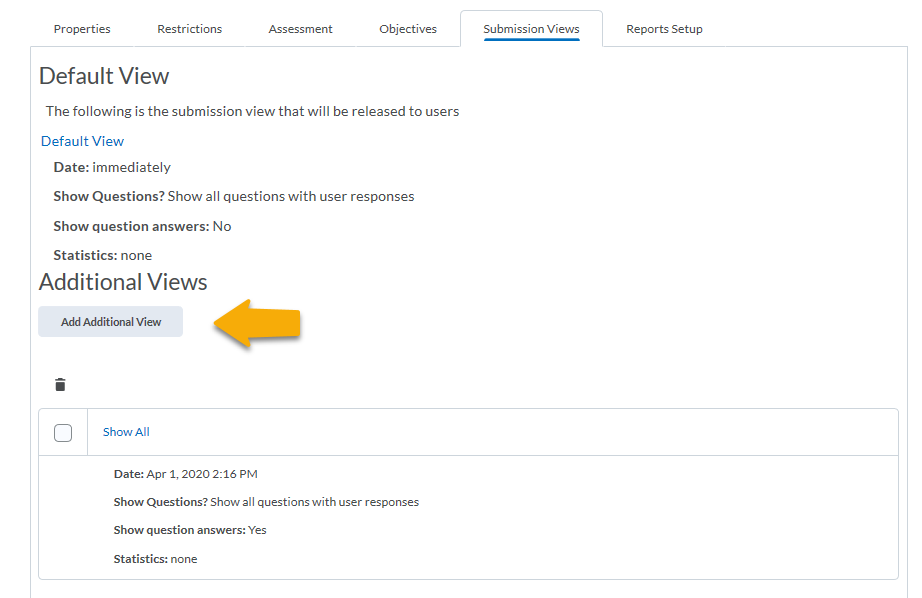 Properties Restrictions Assessment Objectives Submission Views Reports Setup
Default View
The following is the submission view that will be released to users
Default View
Date: immediately
Show Questions? Show all questions with user responses
Show question answers: No
Statistics: none
Additional Views
Add Additional View
Show All
Date: Apr 1, 2020 2:16 PM
Show Questions? Show all questions with user responses
Show question answers: Yes
Statistics: none